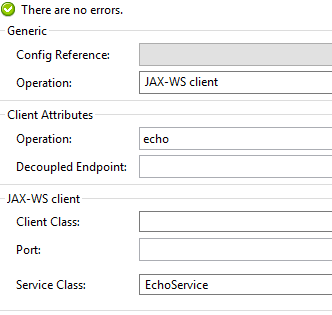 There are no errors.
Generic
Config Reference:
Operation: JAX-WS client
Client Attributes
Operation: echo
Decoupled Endpoint:
JAX-WS client
Client Class:
Port:
Service Class: EchoService